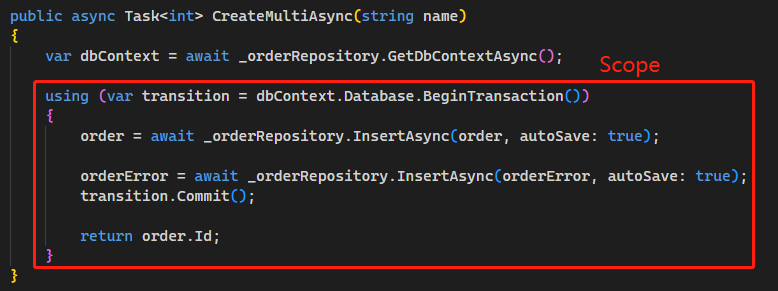 public async Task<int> CreateMultiAsync(string name)
{
var dbContext = await _orderRepository.GetDbContextAsync();
Scope
using (var transition = dbContext.Database.BeginTransaction())
{
order = await _orderRepository.InsertAsync(order, autoSave: true);
orderError = await _orderRepository.InsertAsync(orderError, autoSave: true);
transition.Commit();
return order.Id;
}
}